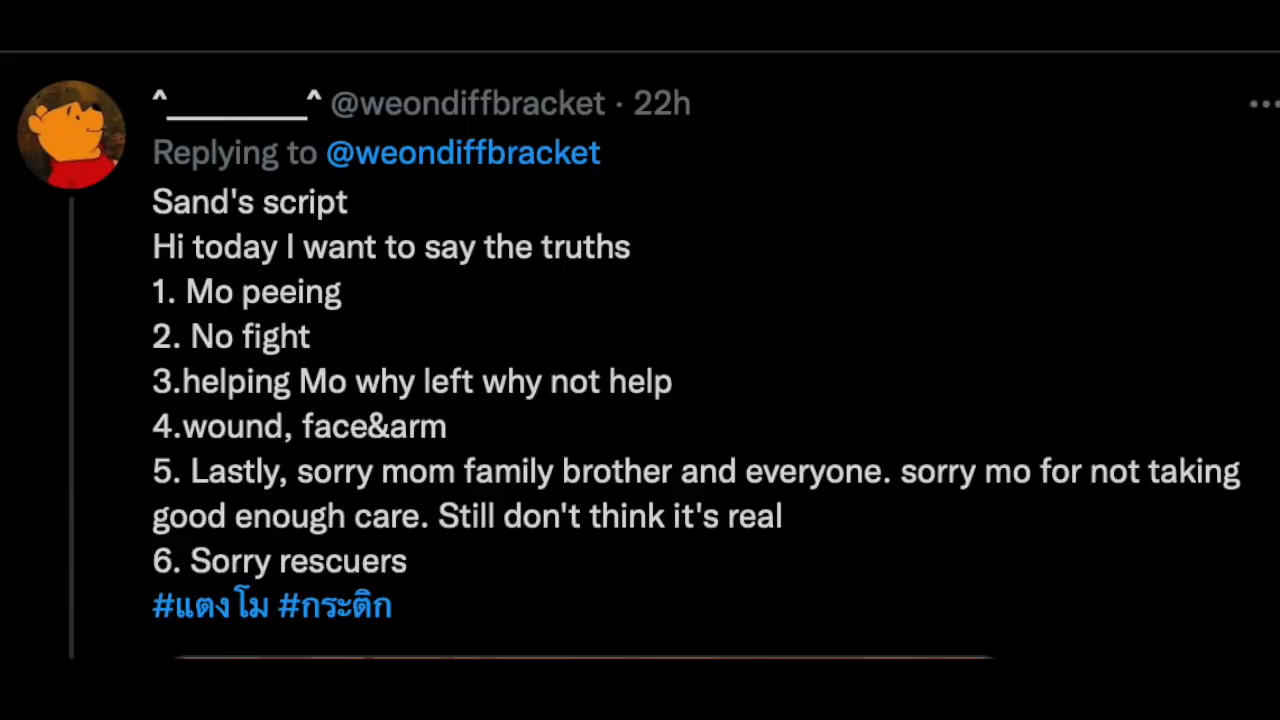 ^_________^ @weondiffbracket · 22h
Replying to @weondiffbracket
Sand's script
Hi today I want to say the truths
1. Mo peeing
2. No fight
3.helping Mo why left why not help
4.wound, face&arm
5. Lastly, sorry mom family brother and everyone. sorry mo for not taking
good enough care. Still don't think it's real
6. Sorry rescuers
#แตงโม #กระติก